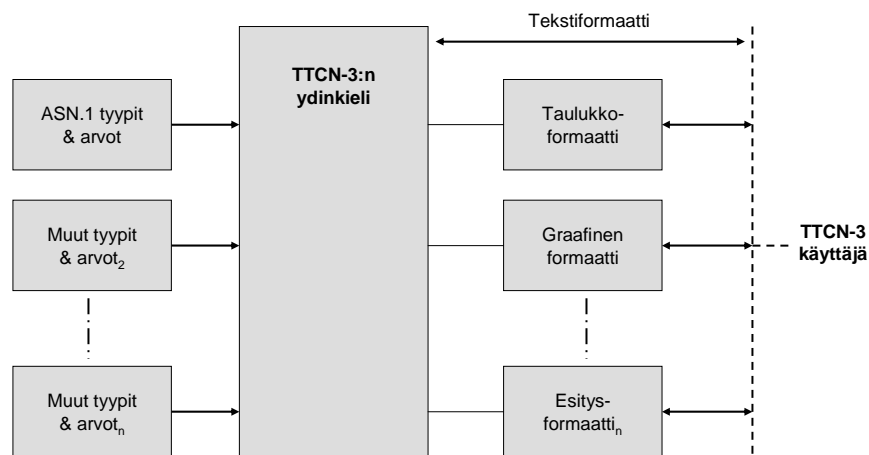 Tekstiformaatti
TTCN-3:n
ydinkieli
ASN.1 tyypit
& arvot
Taulukko-
formaatti
Muut tyypit
& arvot₂
Graafinen
formaatti
TTCN-3
käyttäjä
Muut tyypit
& arvotₙ
Esitys-
formaattiₙ